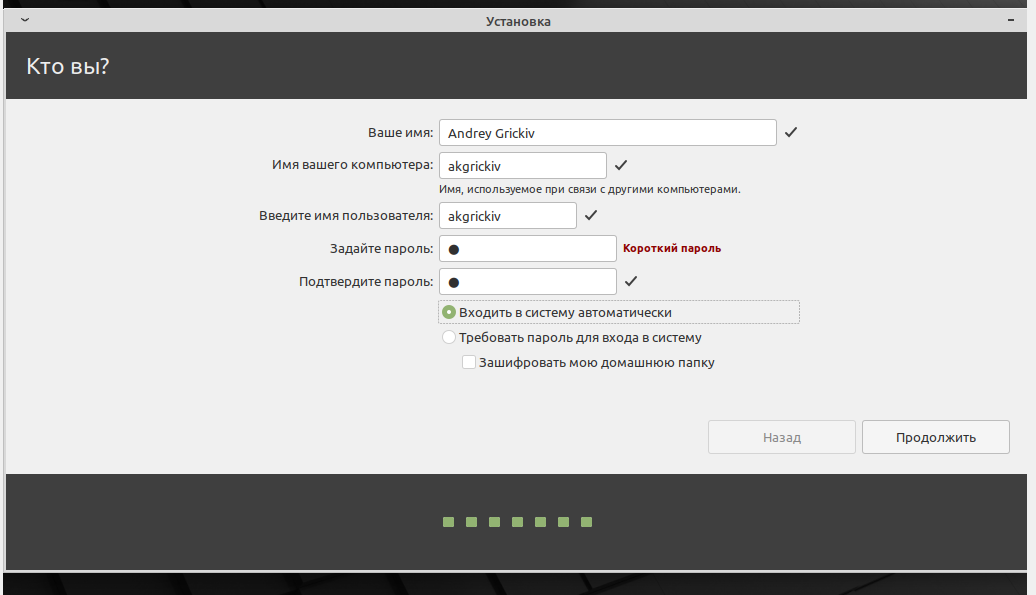 Установка
Кто вы?
Ваше имя: Andrey Grickiv
Имя вашего компьютера: akgrickiv
Имя, используемое при связи с другими компьютерами.
Введите имя пользователя: akgrickiv
Задайте пароль: ● Короткий пароль
Подтвердите пароль: ●
Входить в систему автоматически
Требовать пароль для входа в систему
Зашифровать мою домашнюю папку
Назад Продолжить